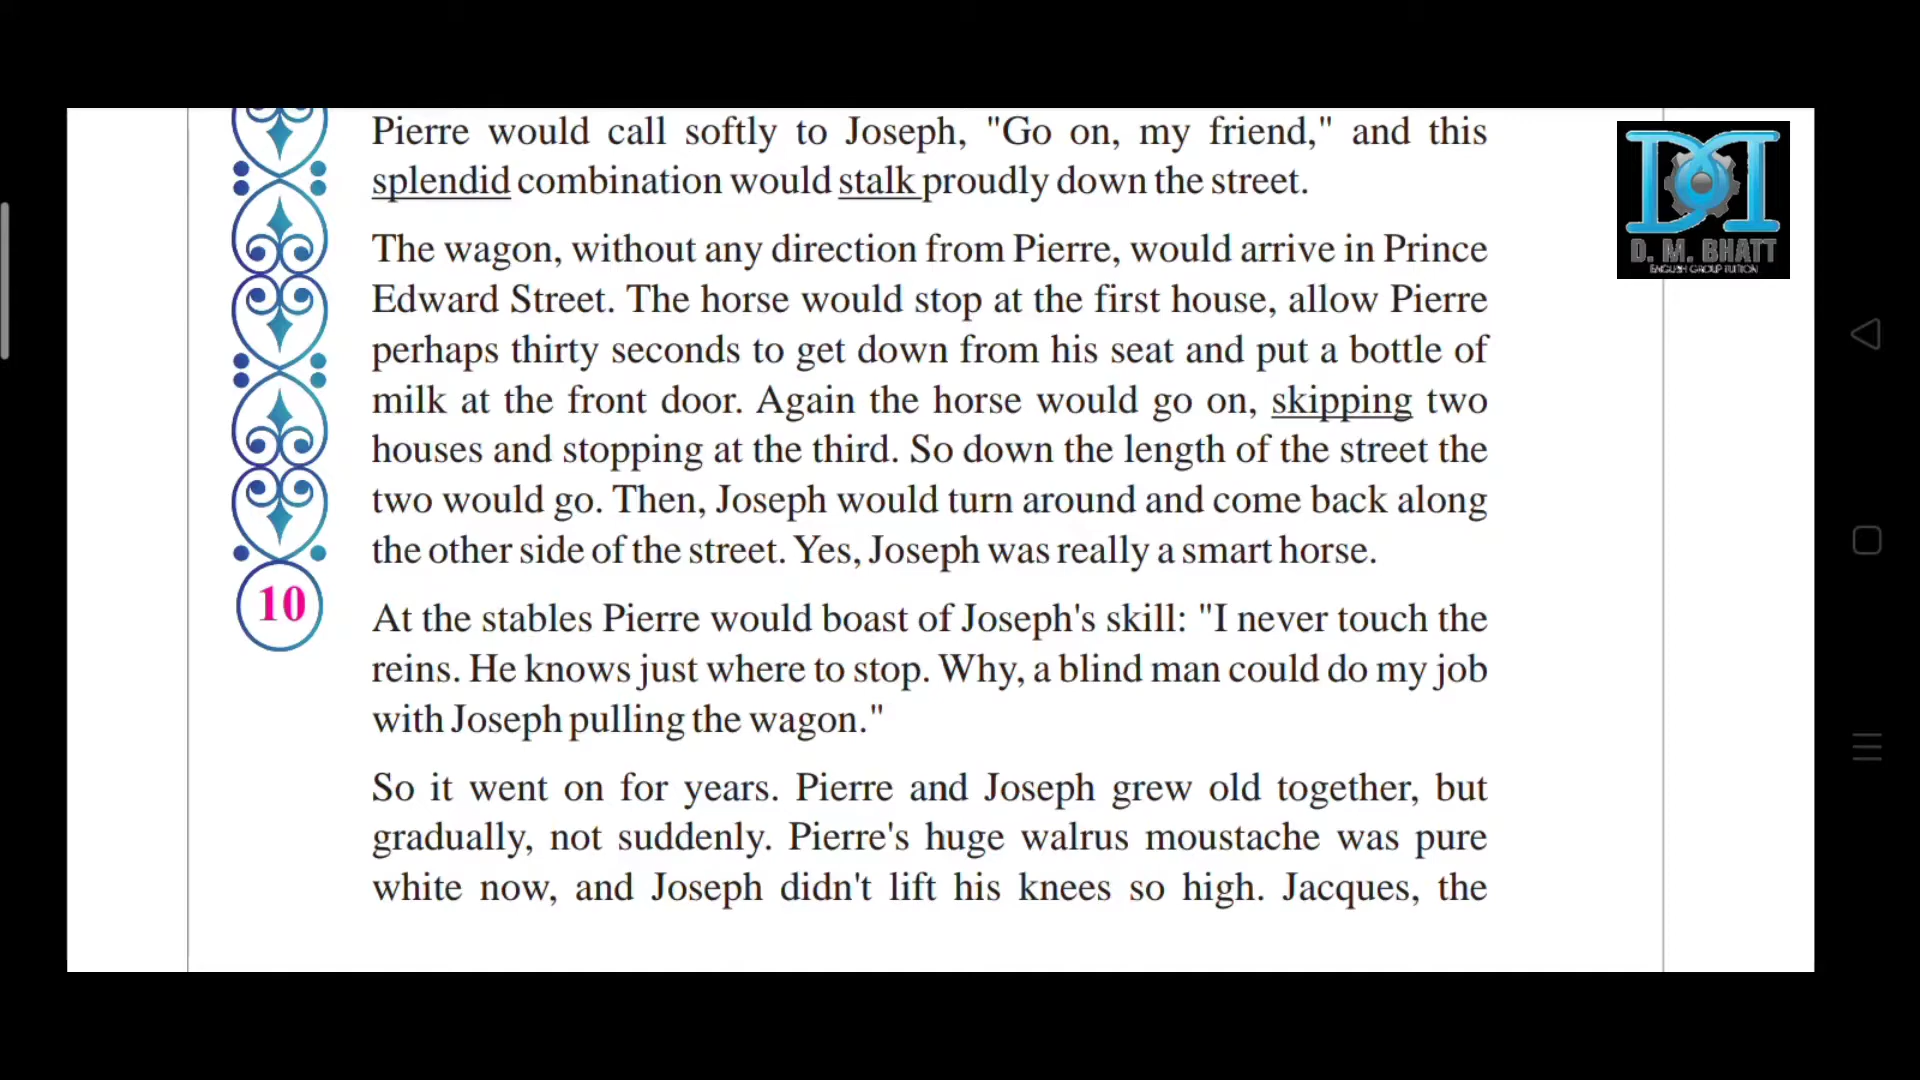 Pierre would call softly to Joseph, "Go on, my friend," and this
splendid combination would stalk proudly down the street.
The wagon, without any direction from Pierre, would arrive in Prince
Edward Street. The horse would stop at the first house, allow Pierre
perhaps thirty seconds to get down from his seat and put a bottle of
milk at the front door. Again the horse would go on, skipping two
houses and stopping at the third. So down the length of the street the
two would go. Then, Joseph would turn around and come back along
the other side of the street. Yes, Joseph was really a smart horse.
10
At the stables Pierre would boast of Joseph's skill: "I never touch the
reins. He knows just where to stop. Why, a blind man could do my job
with Joseph pulling the wagon."
So it went on for years. Pierre and Joseph grew old together, but
gradually, not suddenly. Pierre's huge walrus moustache was pure
white now, and Joseph didn't lift his knees so high. Jacques, the
D. M. BHATT
ENGLISH GROUP TUITION